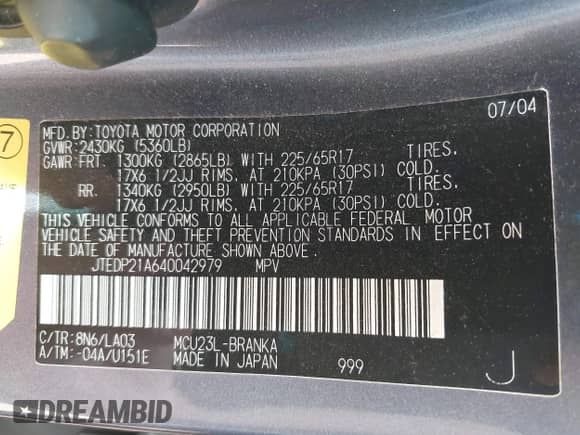 07/04
MFD.BY:TOYOTA MOTOR CORPORATION
GVWR:2430KG (5360LB)
GAWR:FRT. 1300KG (2865LB) WITH 225/65R17 TIRES.
17X6 1/2JJ RIMS. AT 210KPA (30PSI) COLD.
RR. 1340KG (2950LB) WITH 225/65R17 TIRES.
17X6 1/2JJ RIMS. AT 210KPA (30PSI) COLD.
THIS VEHICLE CONFORMS TO ALL APPLICABLE FEDERAL MOTOR
VEHICLE SAFETY AND THEFT PREVENTION STANDARDS IN EFFECT ON
THE DATE OF MANUFACTURE SHOWN ABOVE.
JTEDP21A640042979 MPV
C/TR:8N6/LA03 MCU23L-BRANKA
A/TM:-04A/U151E MADE IN JAPAN 999 J
7
DREAMBID